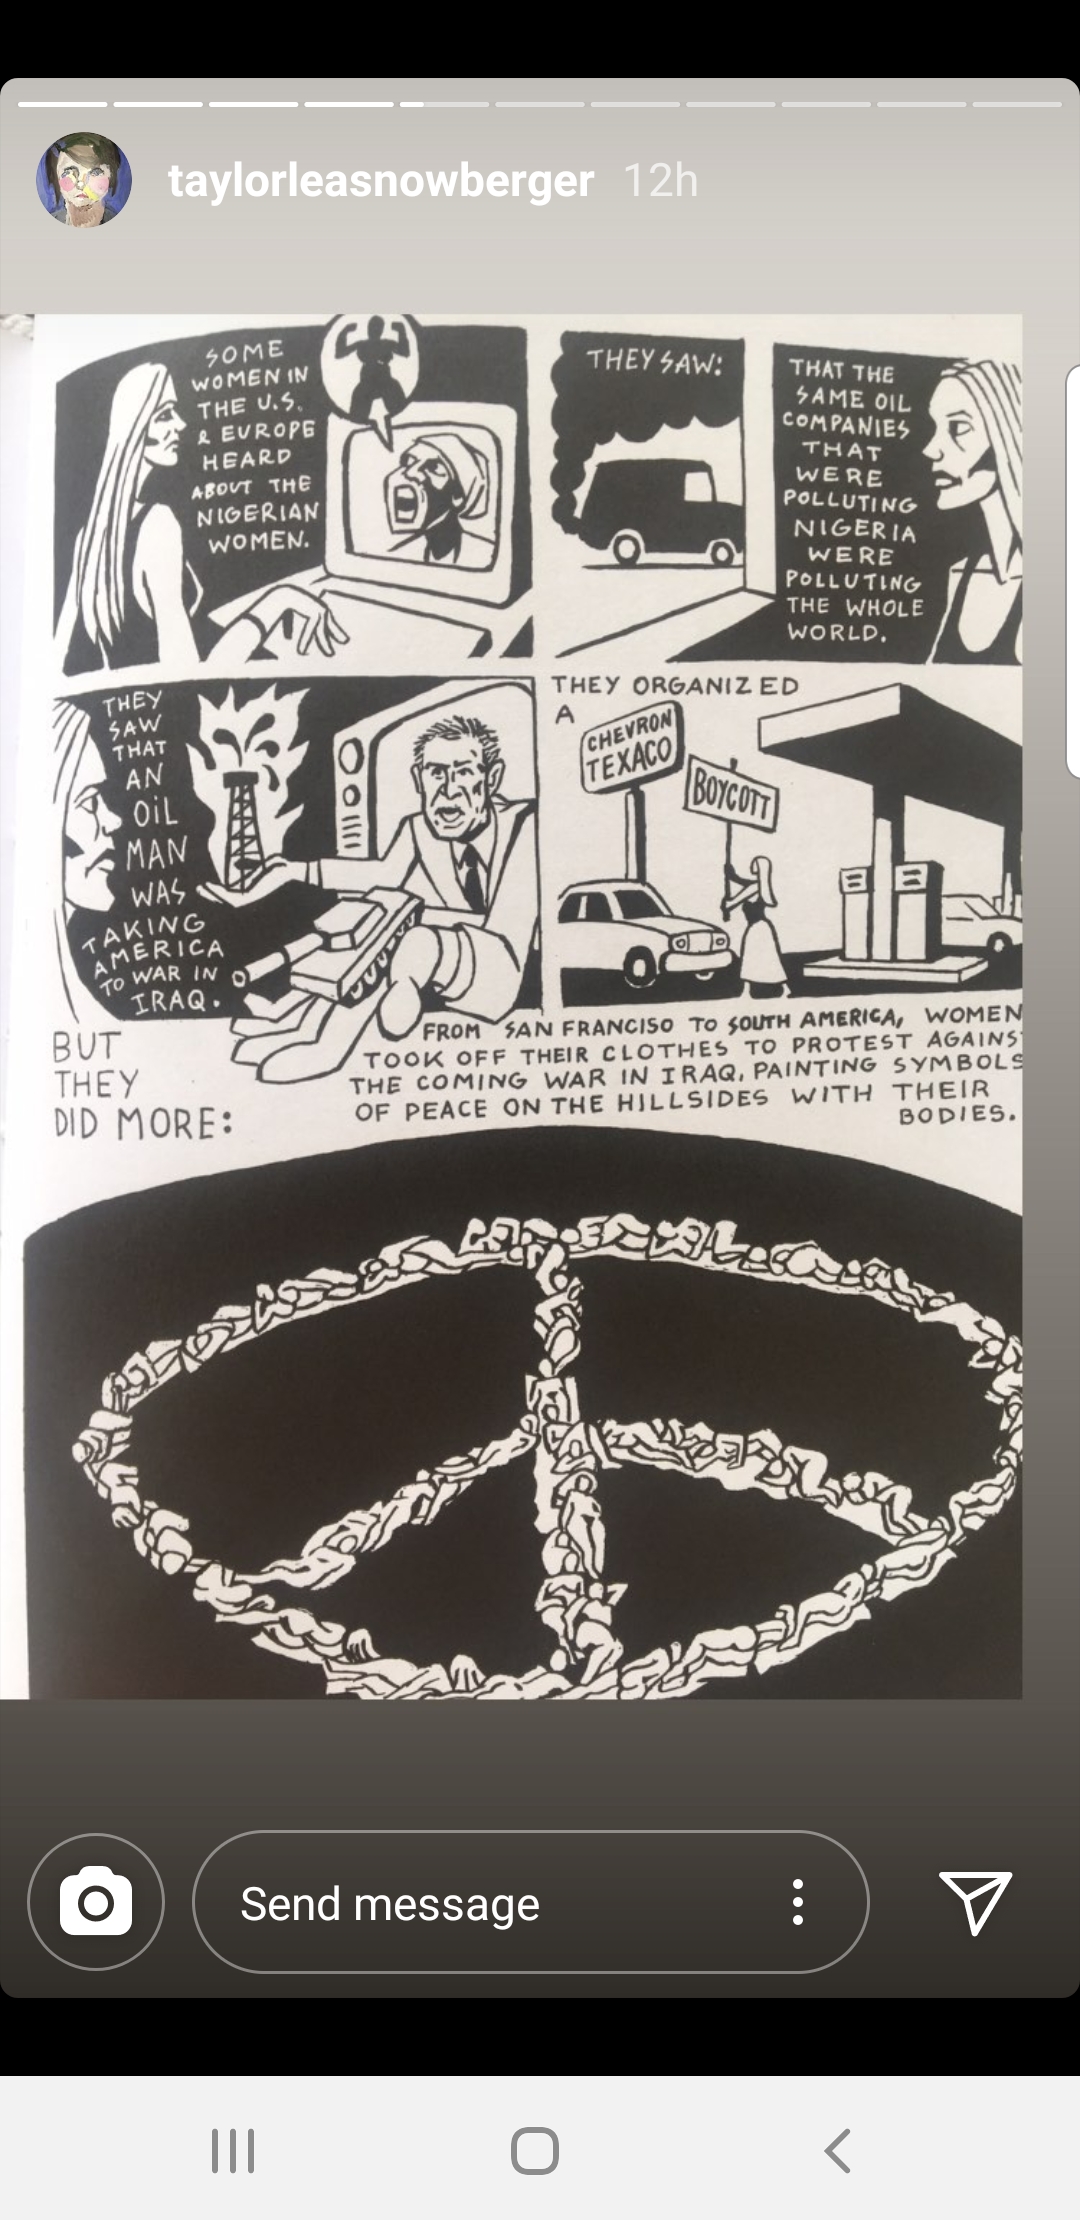 taylorleasnowberger 12h
SOME
WOMEN IN
THE U.S.
& EUROPE
HEARD
ABOUT THE
NIGERIAN
WOMEN.
THEY SAW:
THAT THE
SAME OIL
COMPANIES
THAT
WERE
POLLUTING
NIGERIA
WERE
POLLUTING
THE WHOLE
WORLD.
THEY
SAW
THAT
AN
OIL
MAN
WAS
TAKING
AMERICA
TO WAR IN
IRAQ.
THEY ORGANIZED
A
CHEVRON
TEXACO
BOYCOTT
BUT
THEY
DID MORE:
FROM SAN FRANCISO TO SOUTH AMERICA, WOMEN
TOOK OFF THEIR CLOTHES TO PROTEST AGAINST
THE COMING WAR IN IRAQ, PAINTING SYMBOLS
OF PEACE ON THE HILLSIDES WITH THEIR
BODIES.
Send message